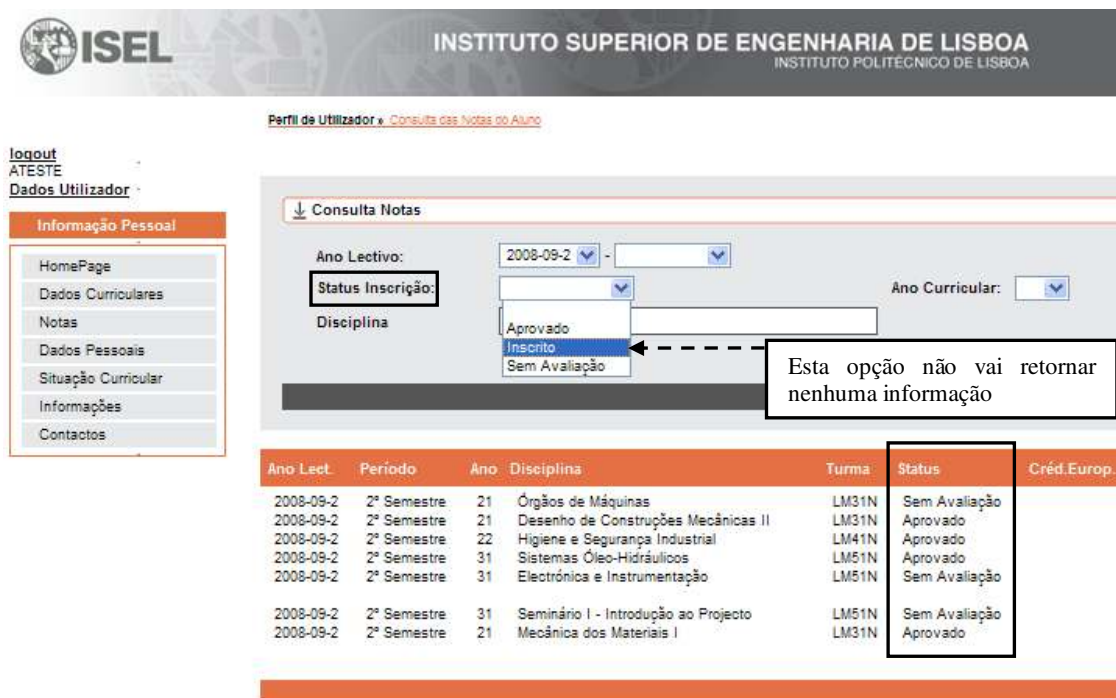 ISEL
INSTITUTO SUPERIOR DE ENGENHARIA DE LISBOA
INSTITUTO POLITÉCNICO DE LISBOA
Perfil de Utilizador » Consulta das Notas do Aluno
logout
ATESTE
Dados Utilizador
Informação Pessoal
HomePage
Dados Curriculares
Notas
Dados Pessoais
Situação Curricular
Informações
Contactos
Consulta Notas
Ano Lectivo: 2008-09-2 -
Status Inscrição: Ano Curricular:
Disciplina
Aprovado
Inscrito
Sem Avaliação
Esta opção não vai retornar
nenhuma informação
Ano Lect. Período Ano Disciplina Turma Status Créd.Europ.
2008-09-2 2º Semestre 21 Órgãos de Máquinas LM31N Sem Avaliação
2008-09-2 2º Semestre 21 Desenho de Construções Mecânicas II LM31N Aprovado
2008-09-2 2º Semestre 22 Higiene e Segurança Industrial LM41N Aprovado
2008-09-2 2º Semestre 31 Sistemas Óleo-Hidráulicos LM51N Aprovado
2008-09-2 2º Semestre 31 Electrónica e Instrumentação LM51N Sem Avaliação
2008-09-2 2º Semestre 31 Seminário I - Introdução ao Projecto LM51N Sem Avaliação
2008-09-2 2º Semestre 21 Mecânica dos Materiais I LM31N Aprovado